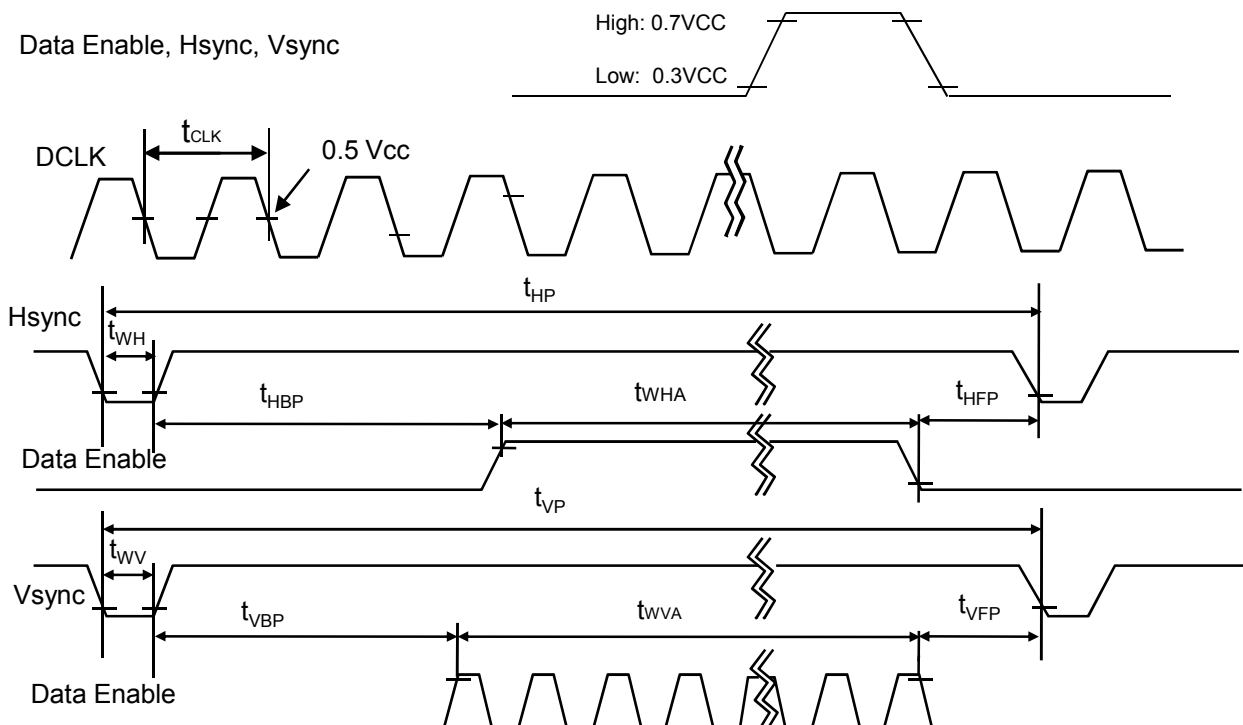 High: 0.7VCC
Data Enable, Hsync, Vsync
Low: 0.3VCC
tCLK
DCLK
0.5 Vcc
tHP
Hsync
tWH
tHBP
tWHA
tHFP
Data Enable
tVP
tWV
Vsync
tVBP
tWVA
tVFP
Data Enable